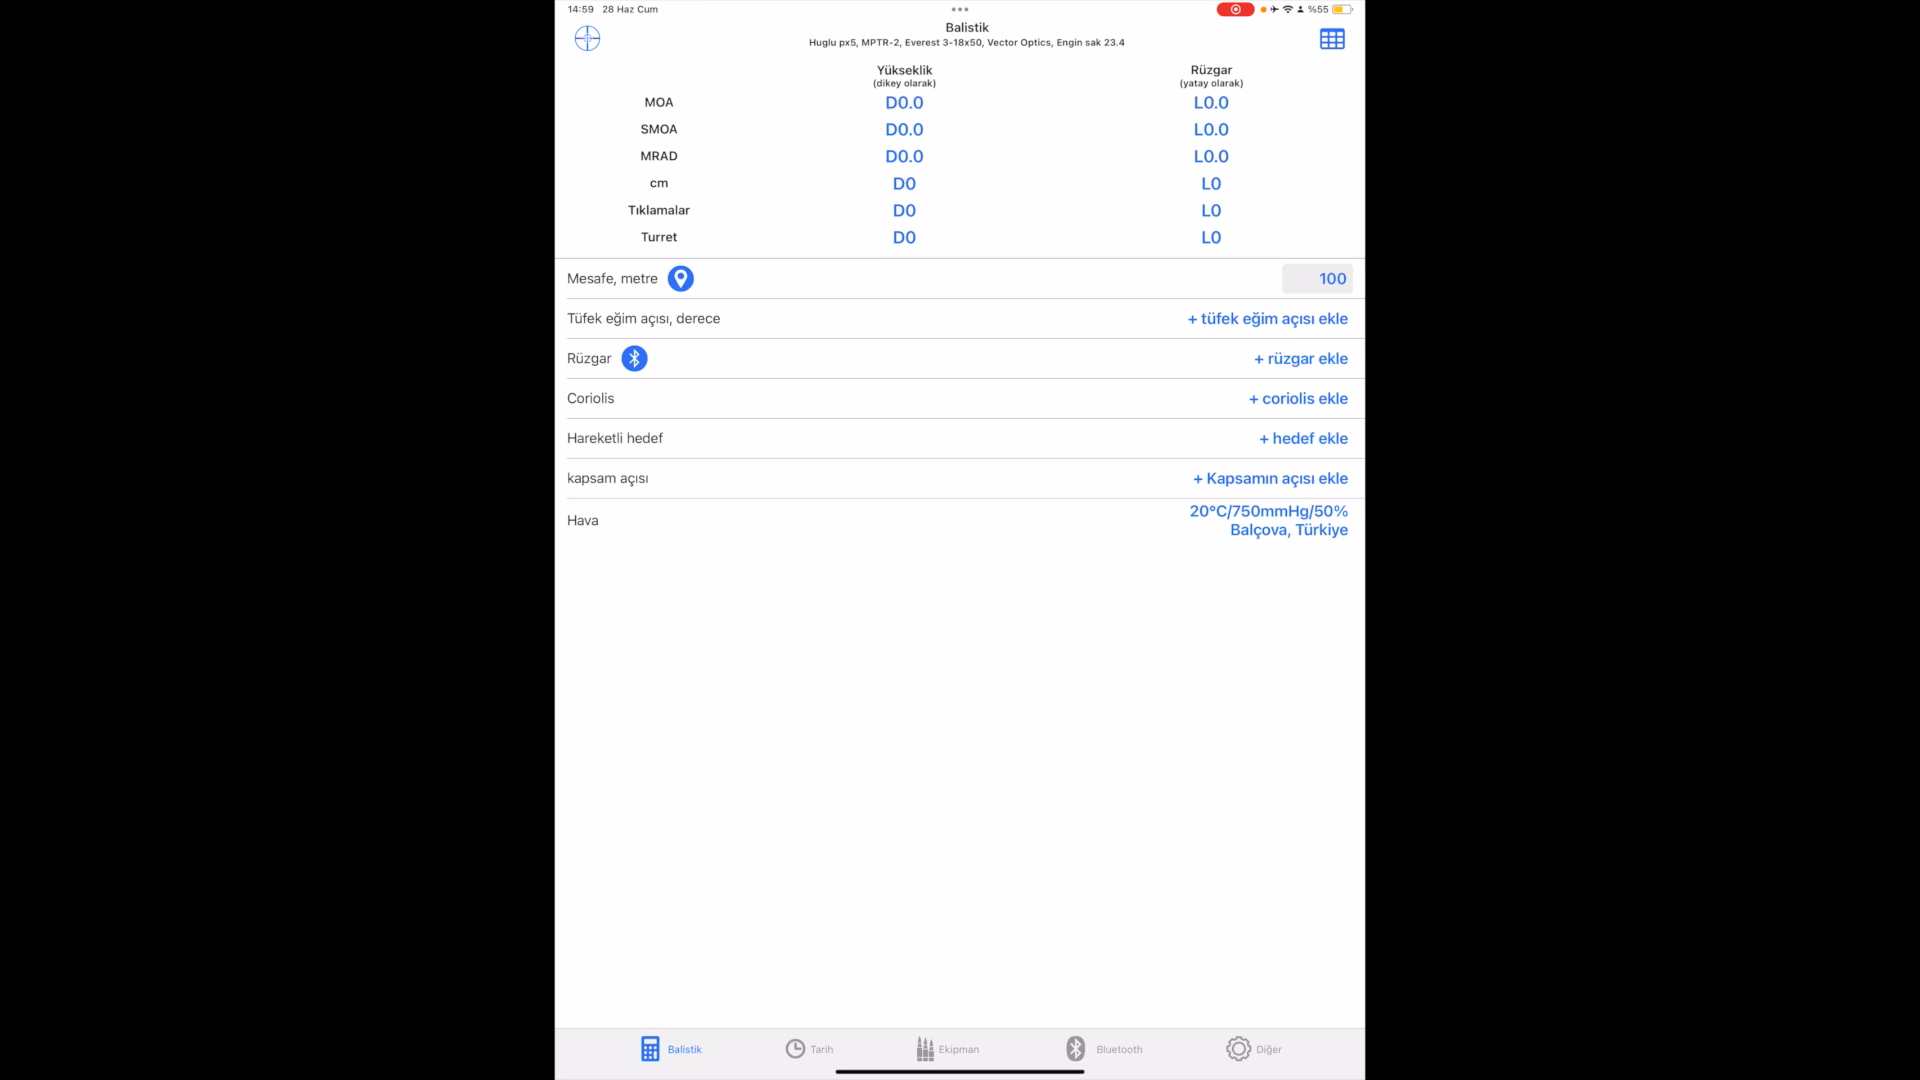 14:59 28 Haz Cum
%55
Balistik
Huglu px5, MPTR-2, Everest 3-18x50, Vector Optics, Engin sak 23.4
Yükseklik Rüzgar
(dikey olarak) (yatay olarak)
MOA D0.0 L0.0
SMOA D0.0 L0.0
MRAD D0.0 L0.0
cm D0 L0
Tıklamalar D0 L0
Turret D0 L0
Mesafe, metre 100
Tüfek eğim açısı, derece + tüfek eğim açısı ekle
Rüzgar + rüzgar ekle
Coriolis + coriolis ekle
Hareketli hedef + hedef ekle
kapsam açısı + Kapsamın açısı ekle
Hava 20°C/750mmHg/50%
Balçova, Türkiye
Balistik Tarih Ekipman Bluetooth Diğer